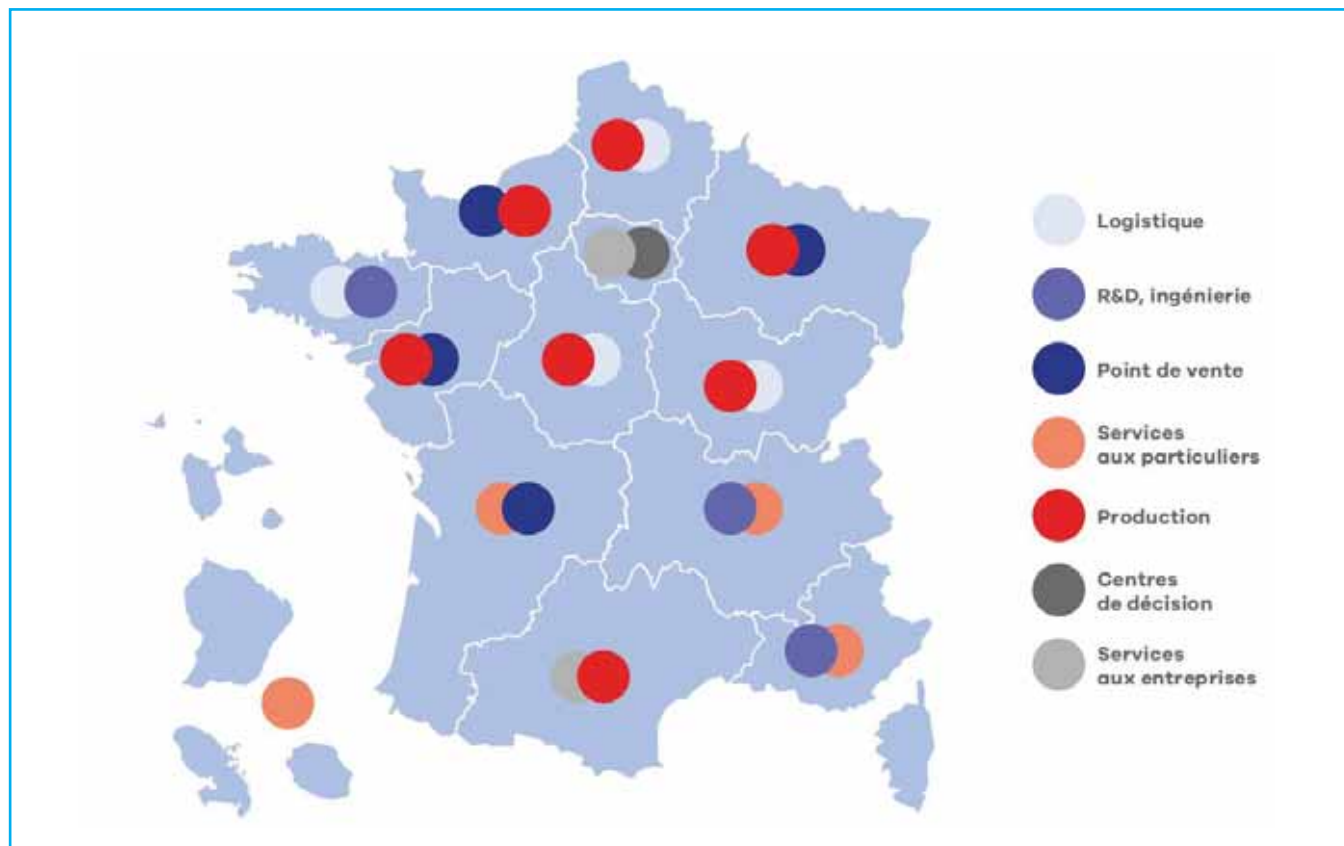 Logistique
R&D, ingénierie
Point de vente
Services
aux particuliers
Production
Centres
de décision
Services
aux entreprises